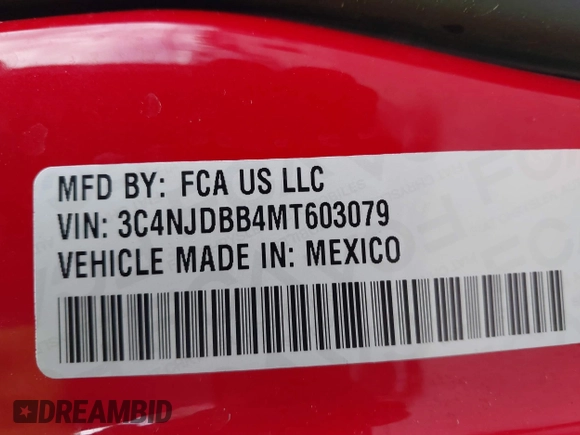 MFD BY: FCA US LLC
VIN: 3C4NJDBB4MT603079
VEHICLE MADE IN: MEXICO
DREAMBID